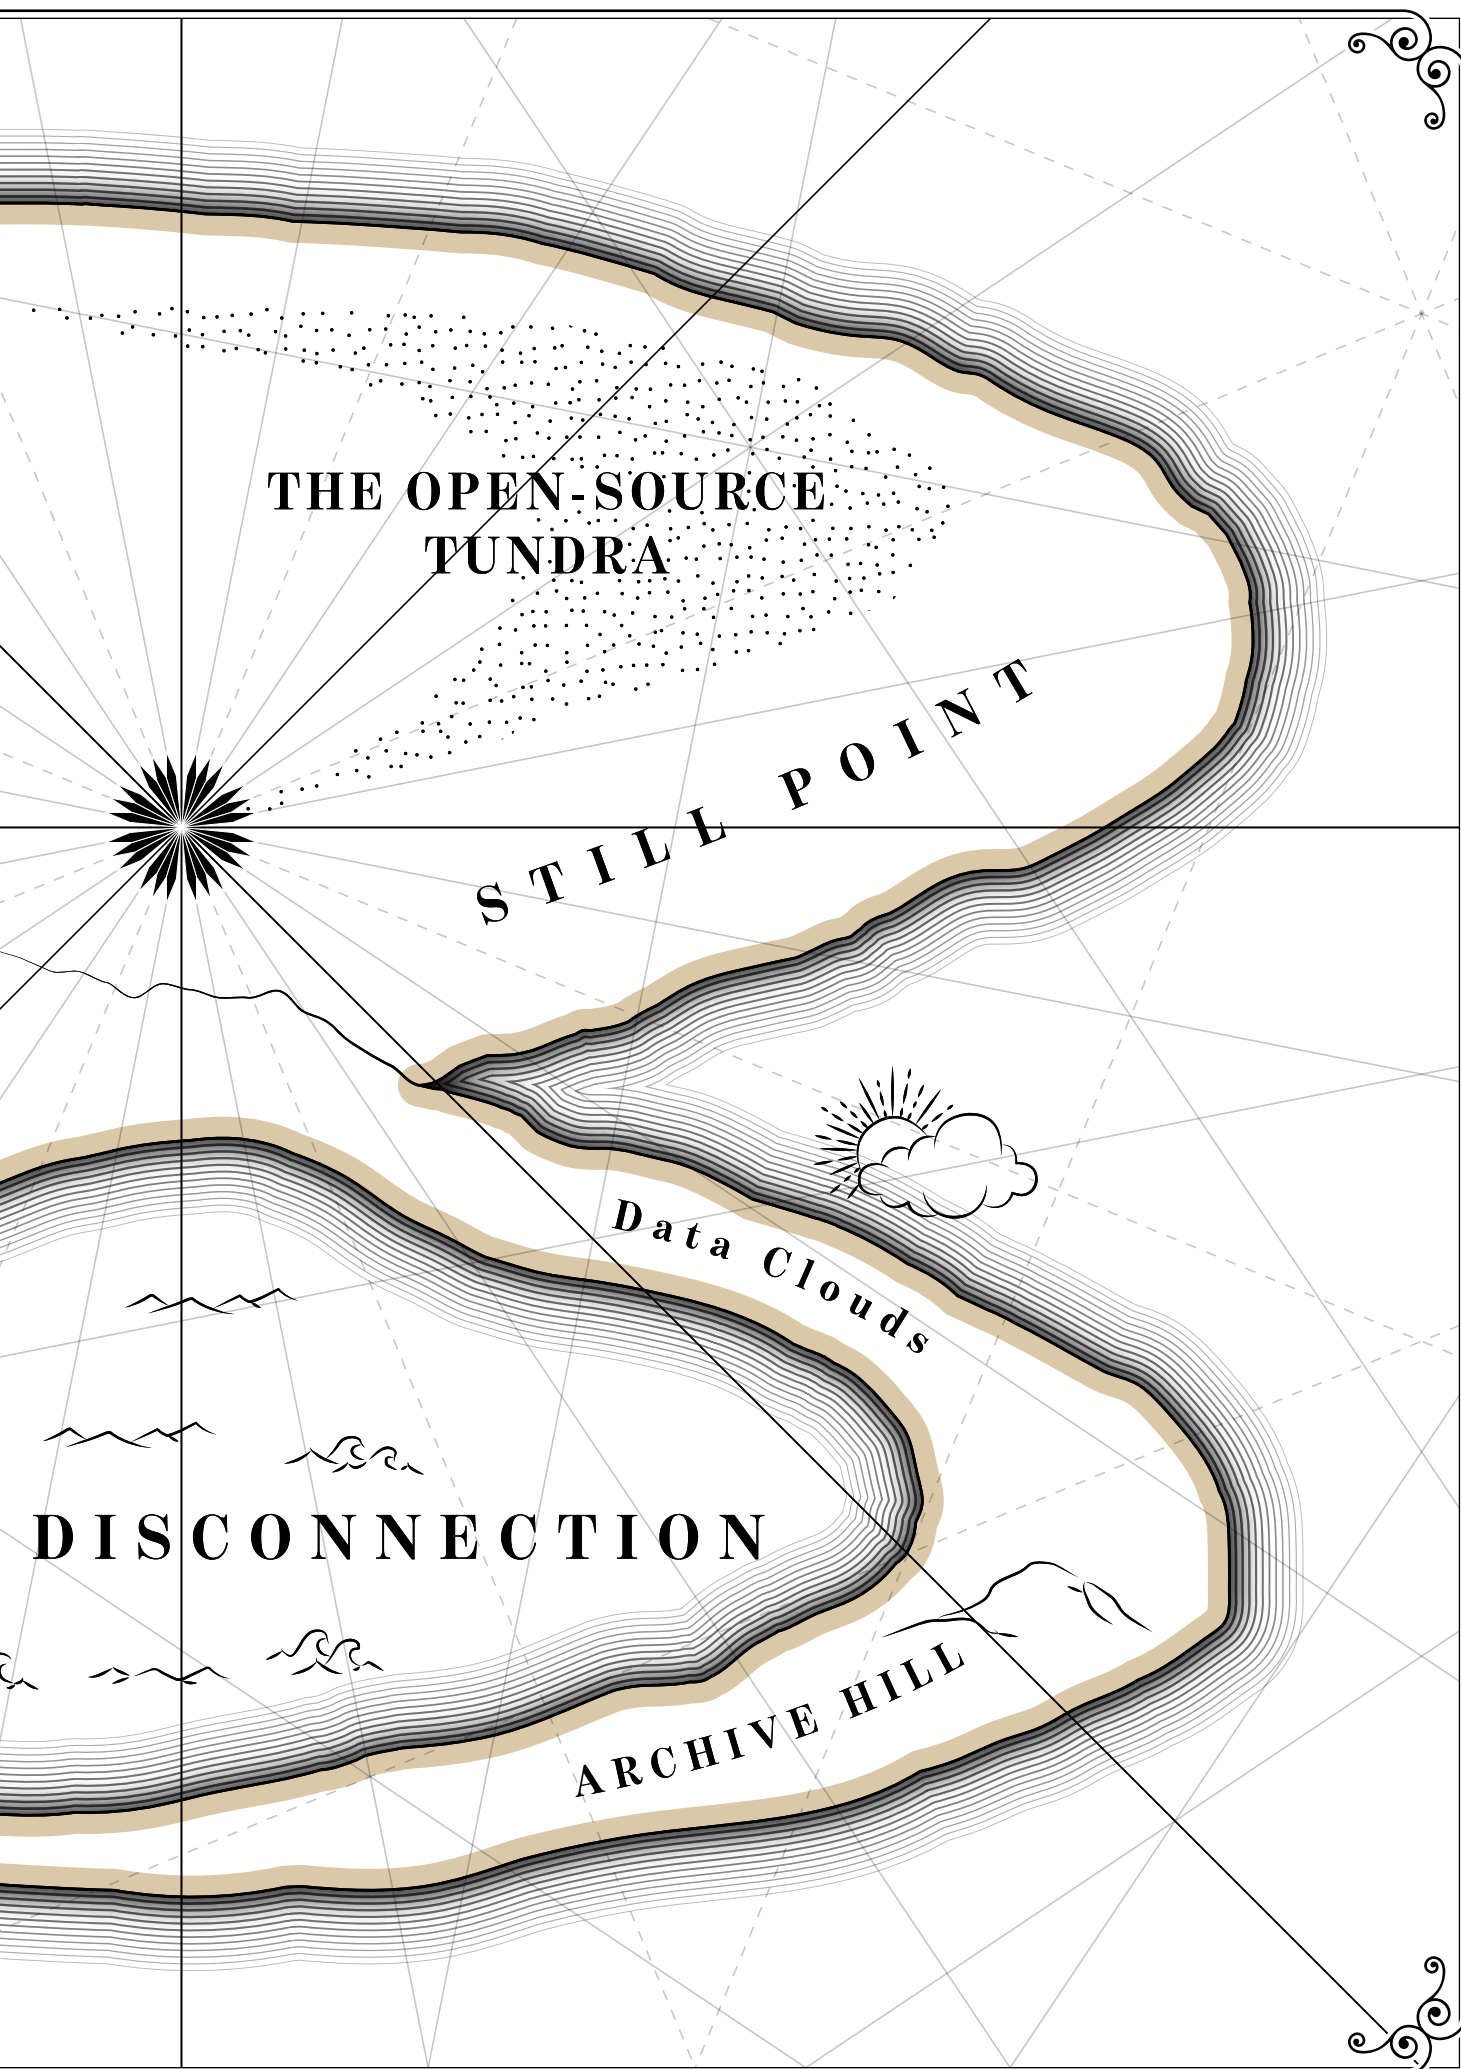 THE OPEN-SOURCE
TUNDRA
STILL POINT
Data Clouds
DISCONNECTION
ARCHIVE HILL